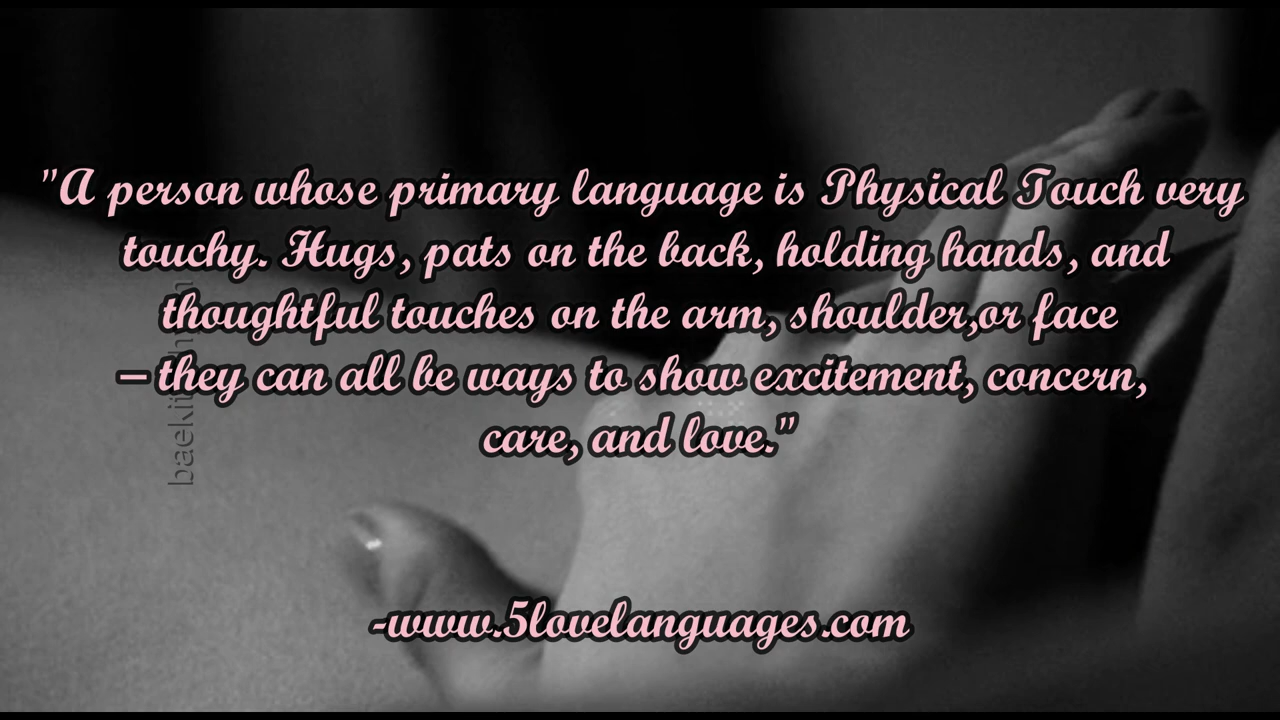 "A person whose primary language is Physical Touch very
touchy. Hugs, pats on the back, holding hands, and
thoughtful touches on the arm, shoulder,or face
– they can all be ways to show excitement, concern,
care, and love."
-www.5lovelanguages.com